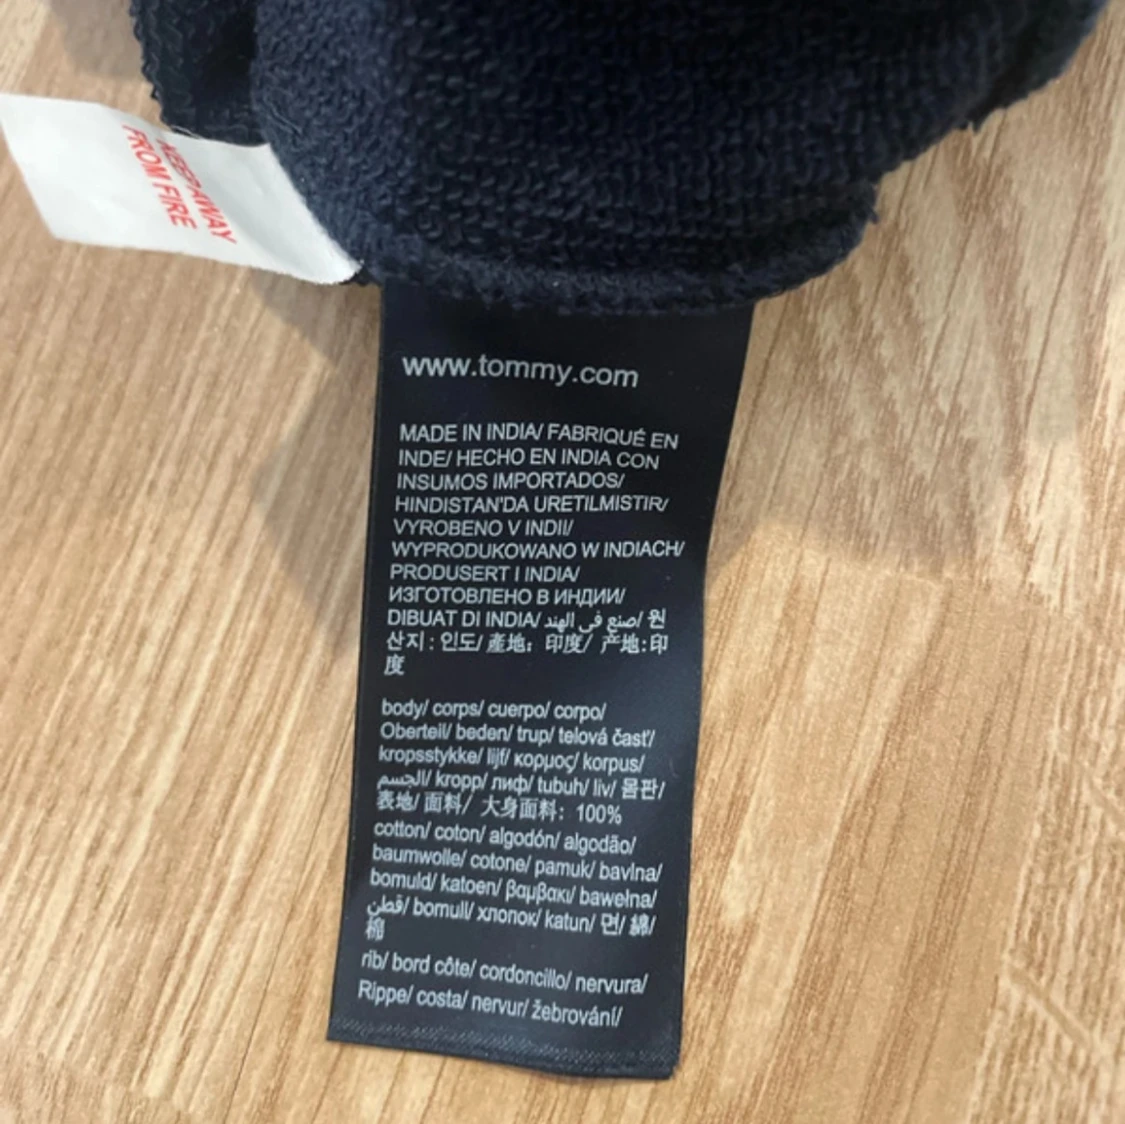 KEEP AWAY
FROM FIRE
www.tommy.com
MADE IN INDIA/ FABRIQUÉ EN
INDE/ HECHO EN INDIA CON
INSUMOS IMPORTADOS/
HINDISTAN'DA URETILMISTIR/
VYROBENO V INDII/
WYPRODUKOWANO W INDIACH/
PRODUSERT I INDIA/
ИЗГОТОВЛЕНО В ИНДИИ/
DIBUAT DI INDIA/ صنع في الهند/ 원
산지 : 인도/ 產地: 印度/ 产地:印
度
body/ corps/ cuerpo/ corpo/
Oberteil/ beden/ trup/ telová časť/
kropsstykke/ lijf/ κορμος/ korpus/
الجسم/ kropp/ лиф/ tubuh/ liv/ 몸판/
表地/ 面料/ 大身面料: 100%
cotton/ coton/ algodón/ algodão/
baumwolle/ cotone/ pamuk/ bavlna/
bomuld/ katoen/ βαμβακι/ bawełna/
قطن/ bomull/ хлопок/ katun/ 면/ 綿/
棉
rib/ bord côte/ cordoncillo/ nervura/
Rippe/ costa/ nervur/ žebrování/